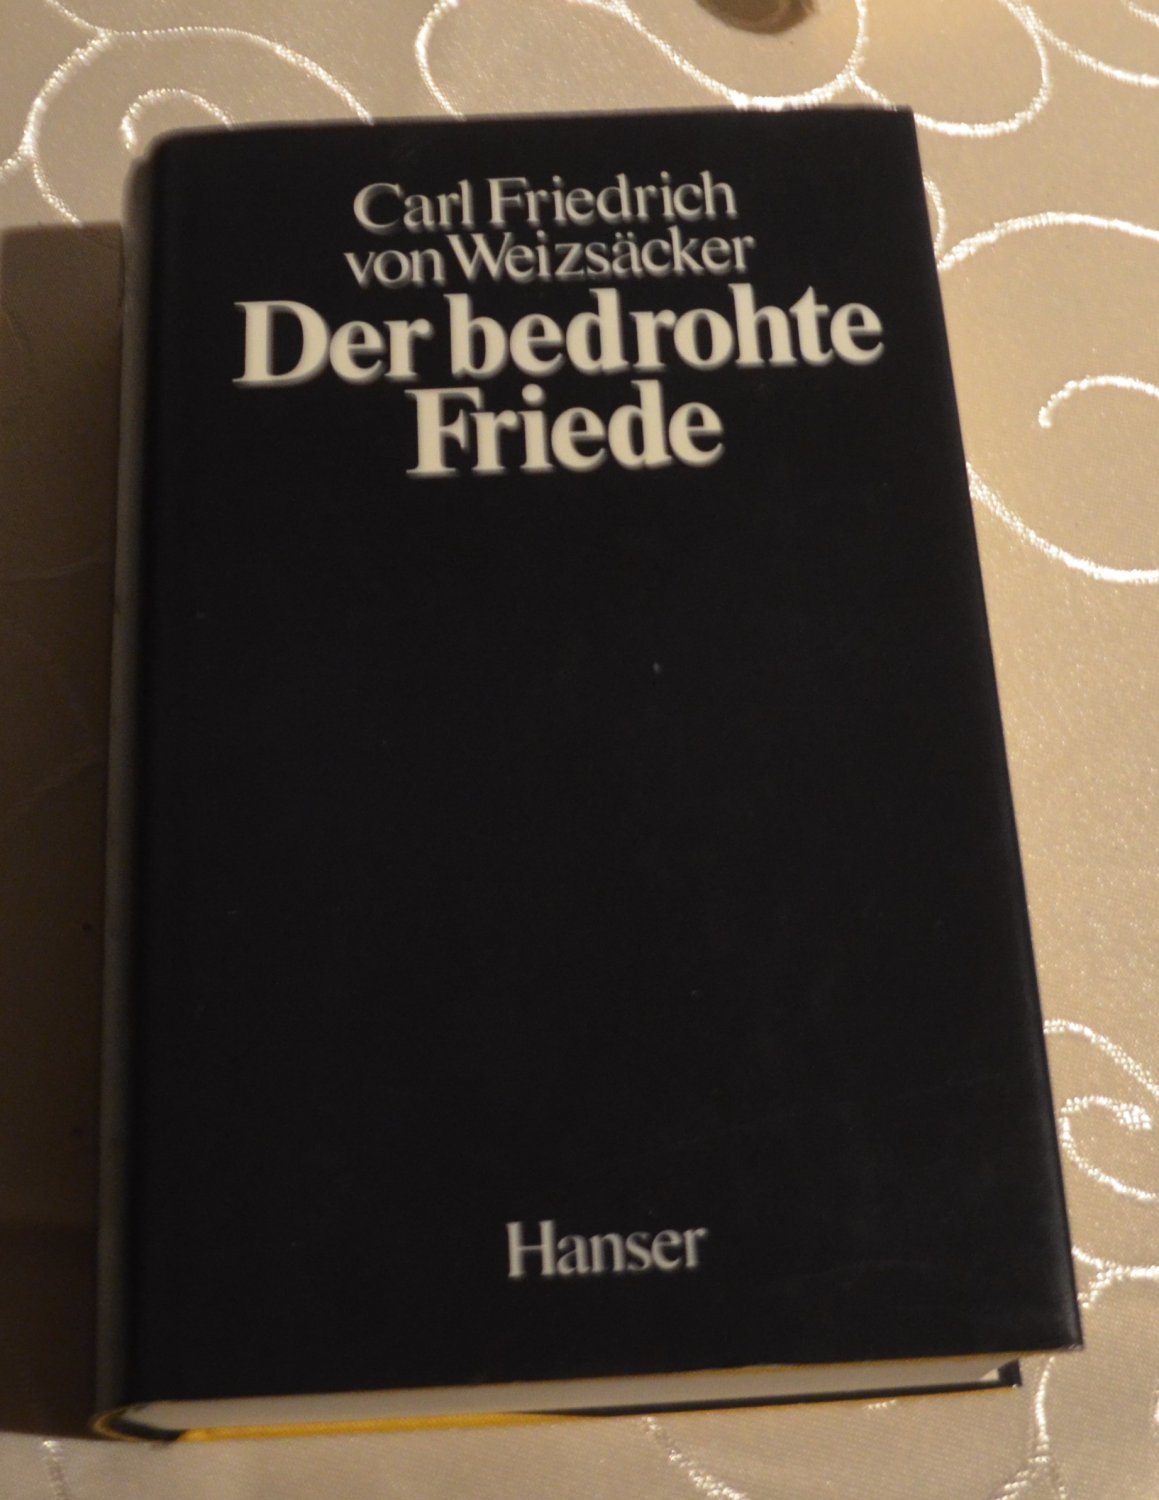 Carl Friedrich
von Weizsäcker
Der bedrohte
Friede
Hanser